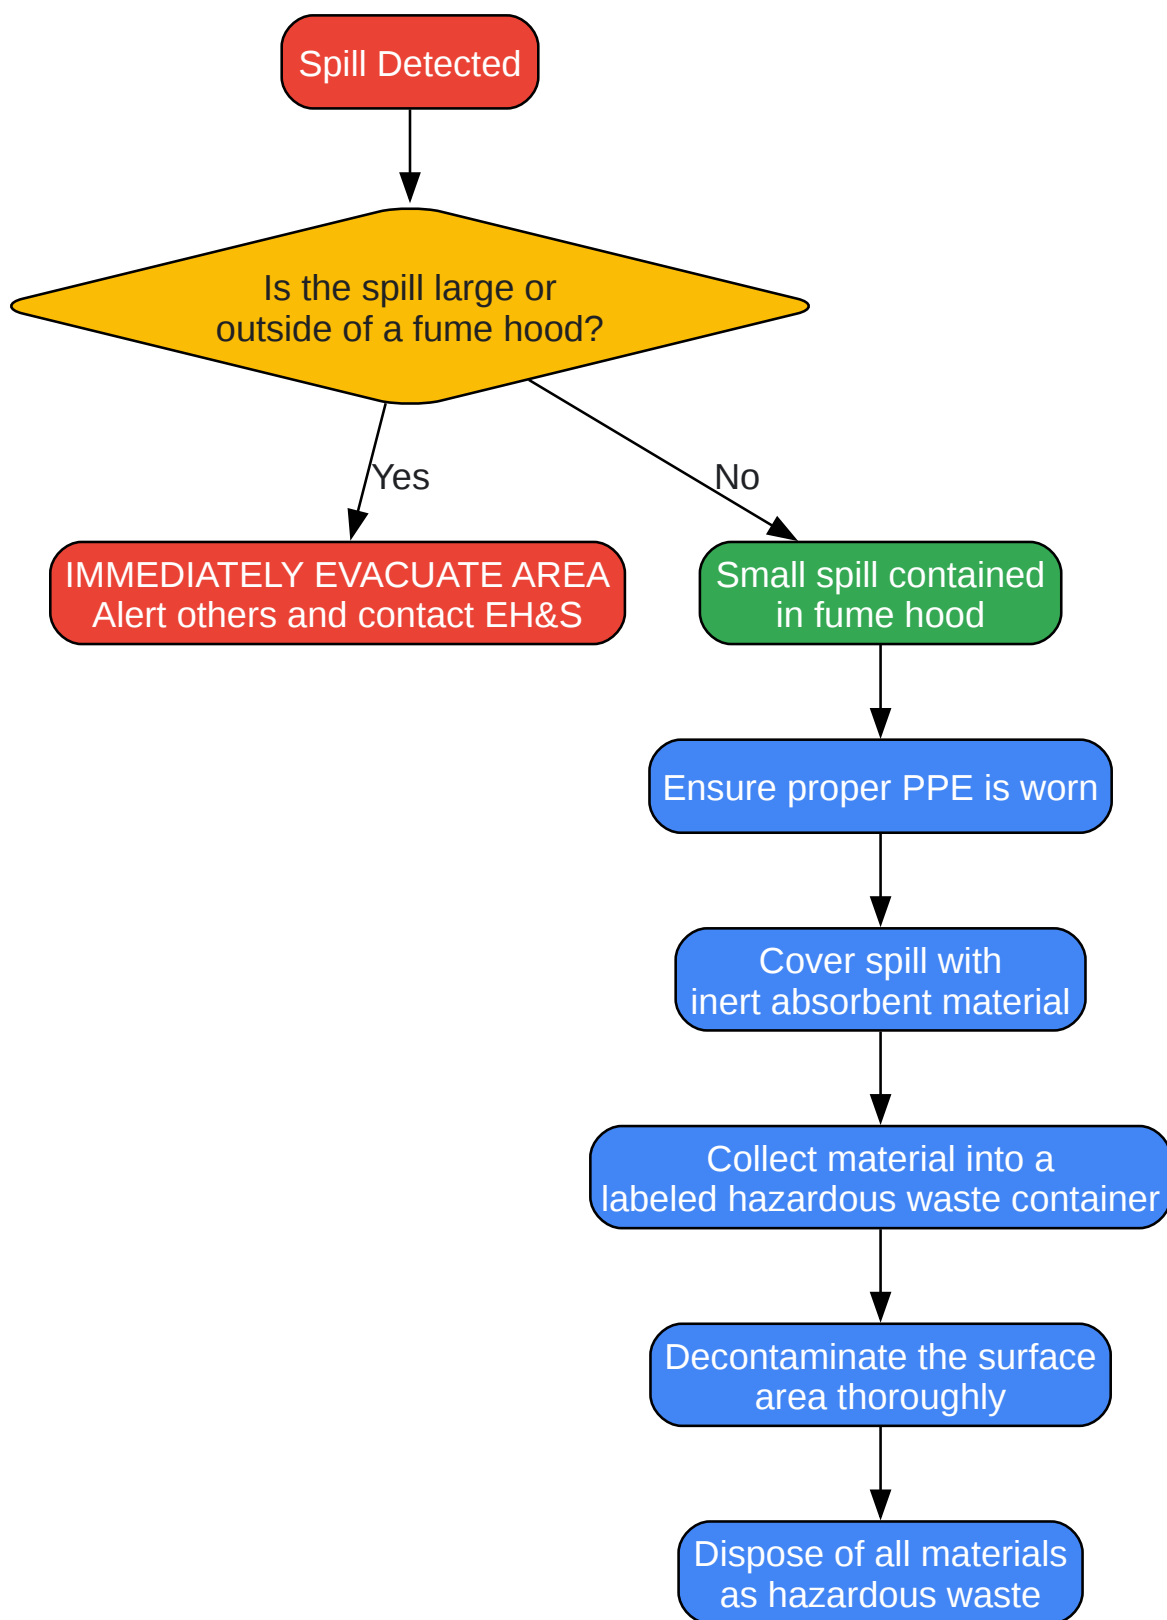 Spill Detected
Is the spill large or
outside of a fume hood?
Yes
No
IMMEDIATELY EVACUATE AREA
Alert others and contact EH&S
Small spill contained
in fume hood
Ensure proper PPE is worn
Cover spill with
inert absorbent material
Collect material into a
labeled hazardous waste container
Decontaminate the surface
area thoroughly
Dispose of all materials
as hazardous waste